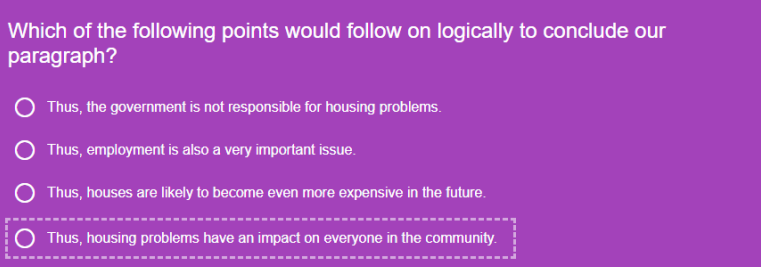 Which of the following points would follow on logically to conclude our
paragraph?
Thus, the government is not responsible for housing problems.
Thus, employment is also a very important issue.
Thus, houses are likely to become even more expensive in the future.
Thus, housing problems have an impact on everyone in the community.